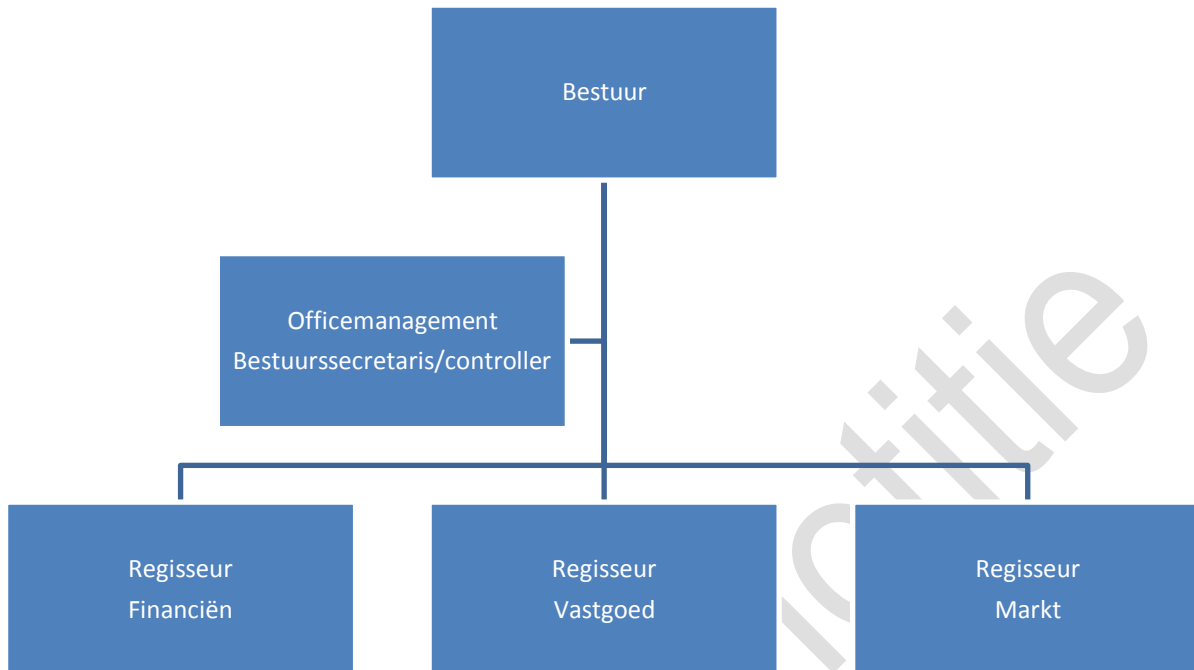 Bestuur
Officemanagement
Bestuurssecretaris/controller
Regisseur
Financiën
Regisseur
Vastgoed
Regisseur
Markt